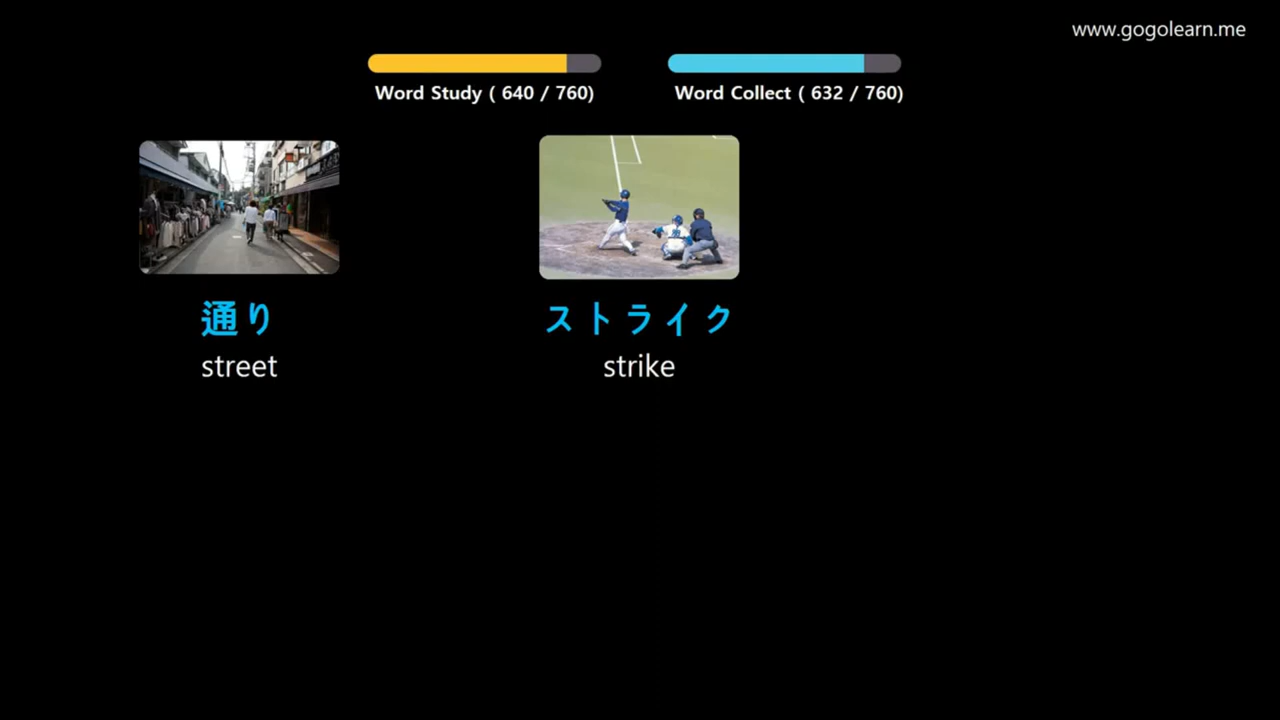 www.gogolearn.me
Word Study ( 640 / 760)
Word Collect ( 632 / 760)
通り
ストライク
street
strike